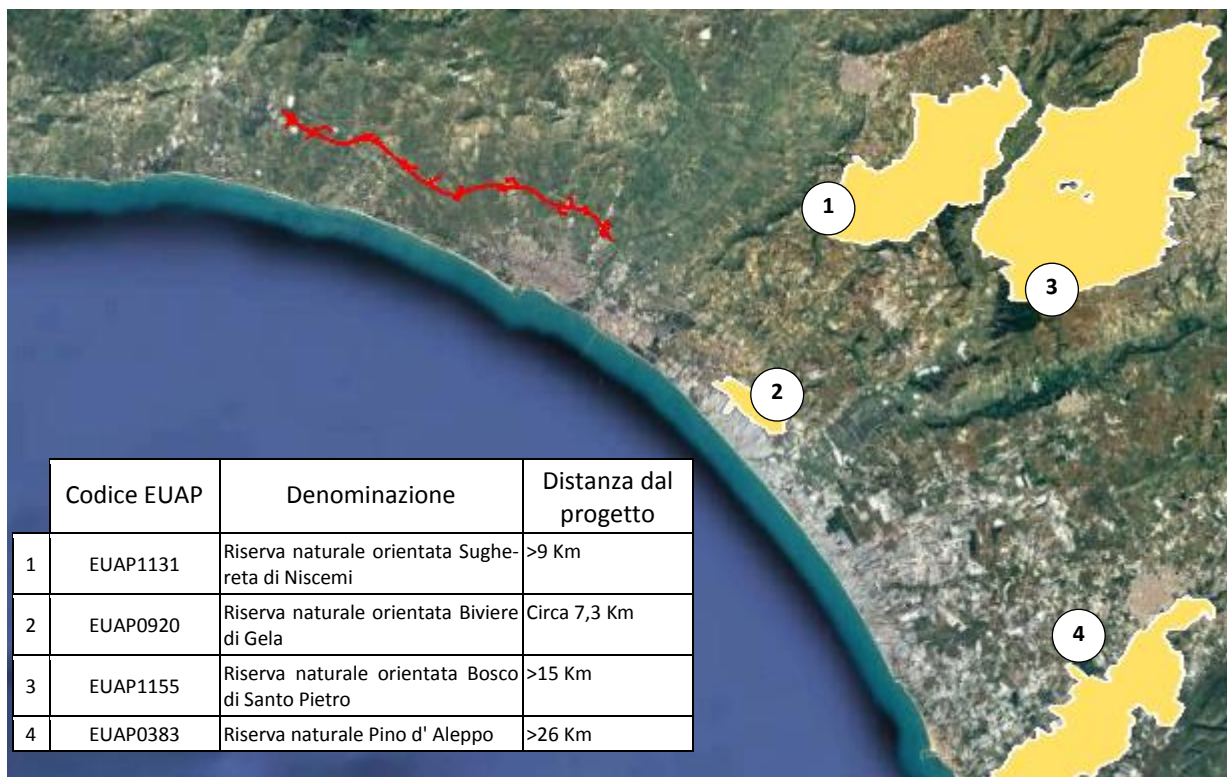 1
3
2
4
Codice EUAP Denominazione Distanza dal
progetto
1 EUAP1131 Riserva naturale orientata Sughe- >9 Km
reta di Niscemi
2 EUAP0920 Riserva naturale orientata Biviere Circa 7,3 Km
di Gela
3 EUAP1155 Riserva naturale orientata Bosco >15 Km
di Santo Pietro
4 EUAP0383 Riserva naturale Pino d' Aleppo >26 Km